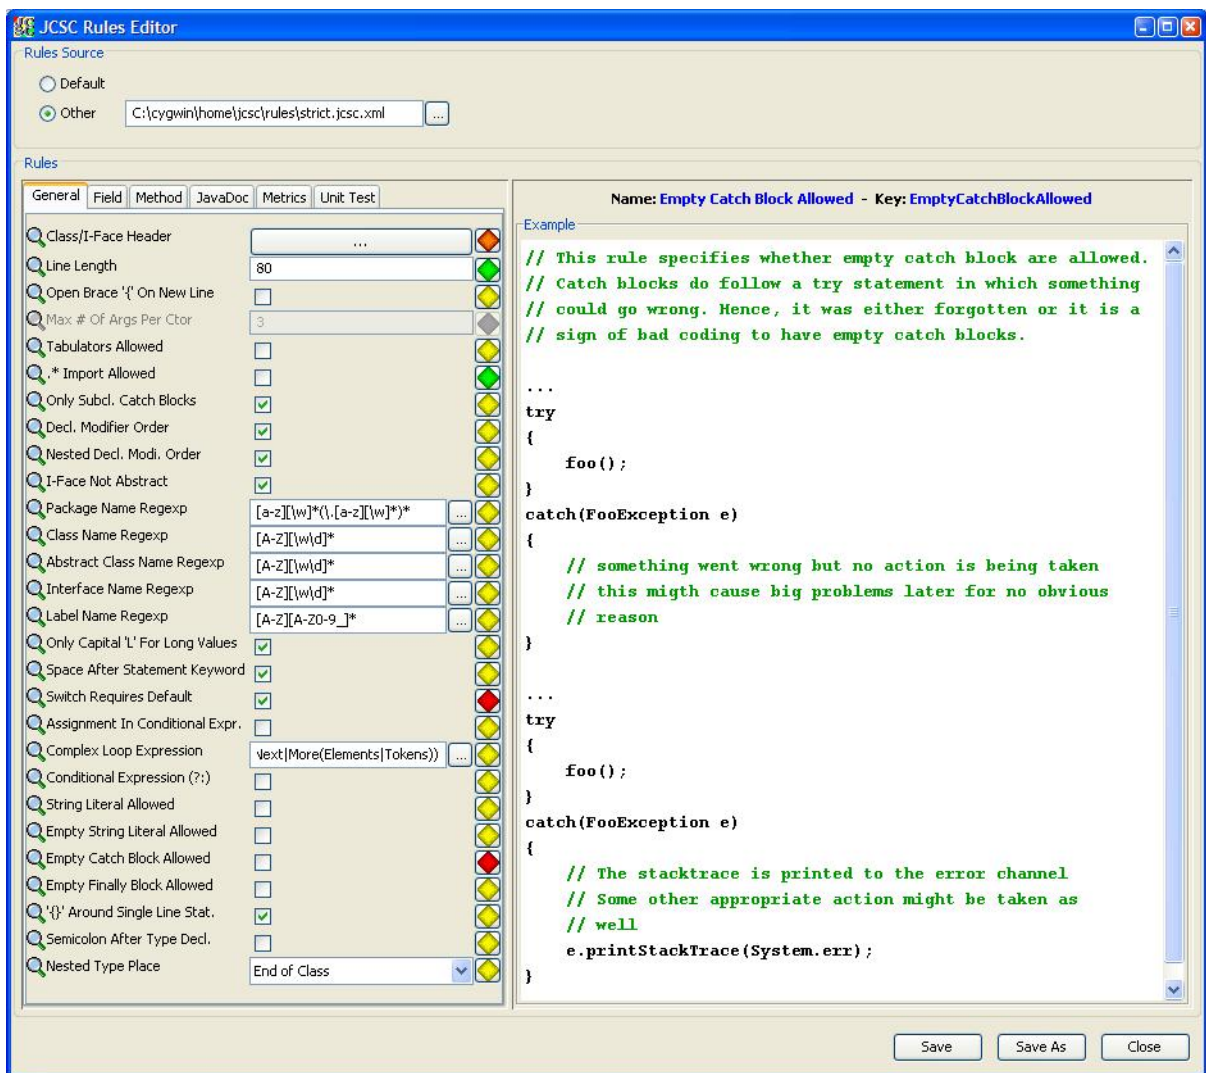 JCSC Rules Editor
Rules Source
Default
Other
C:\cygwin\home\jcsc\rules\strict.jcsc.xml
...
Rules
General Field Method JavaDoc Metrics Unit Test
Class/I-Face Header ...
Line Length 80
Open Brace '{' On New Line
Max # Of Args Per Ctor 3
Tabulators Allowed
.* Import Allowed
Only Subcl. Catch Blocks
Decl. Modifier Order
Nested Decl. Modi. Order
I-Face Not Abstract
Package Name Regexp [a-z][\w]*(\.[a-z][\w]*)* ...
Class Name Regexp [A-Z][\w\d]* ...
Abstract Class Name Regexp [A-Z][\w\d]* ...
Interface Name Regexp [A-Z][\w\d]* ...
Label Name Regexp [A-Z][A-Z0-9_]* ...
Only Capital 'L' For Long Values
Space After Statement Keyword
Switch Requires Default
Assignment In Conditional Expr.
Complex Loop Expression Next|More(Elements|Tokens)) ...
Conditional Expression (?:)
String Literal Allowed
Empty String Literal Allowed
Empty Catch Block Allowed
Empty Finally Block Allowed
'{}' Around Single Line Stat.
Semicolon After Type Decl.
Nested Type Place End of Class
Name: Empty Catch Block Allowed - Key: EmptyCatchBlockAllowed
Example
// This rule specifies whether empty catch block are allowed.
// Catch blocks do follow a try statement in which something
// could go wrong. Hence, it was either forgotten or it is a
// sign of bad coding to have empty catch blocks.
...
try
{
foo();
}
catch(FooException e)
{
// something went wrong but no action is being taken
// this migth cause big problems later for no obvious
// reason
}
...
try
{
foo();
}
catch(FooException e)
{
// The stacktrace is printed to the error channel
// Some other appropriate action might be taken as
// well
e.printStackTrace(System.err);
}
Save Save As Close